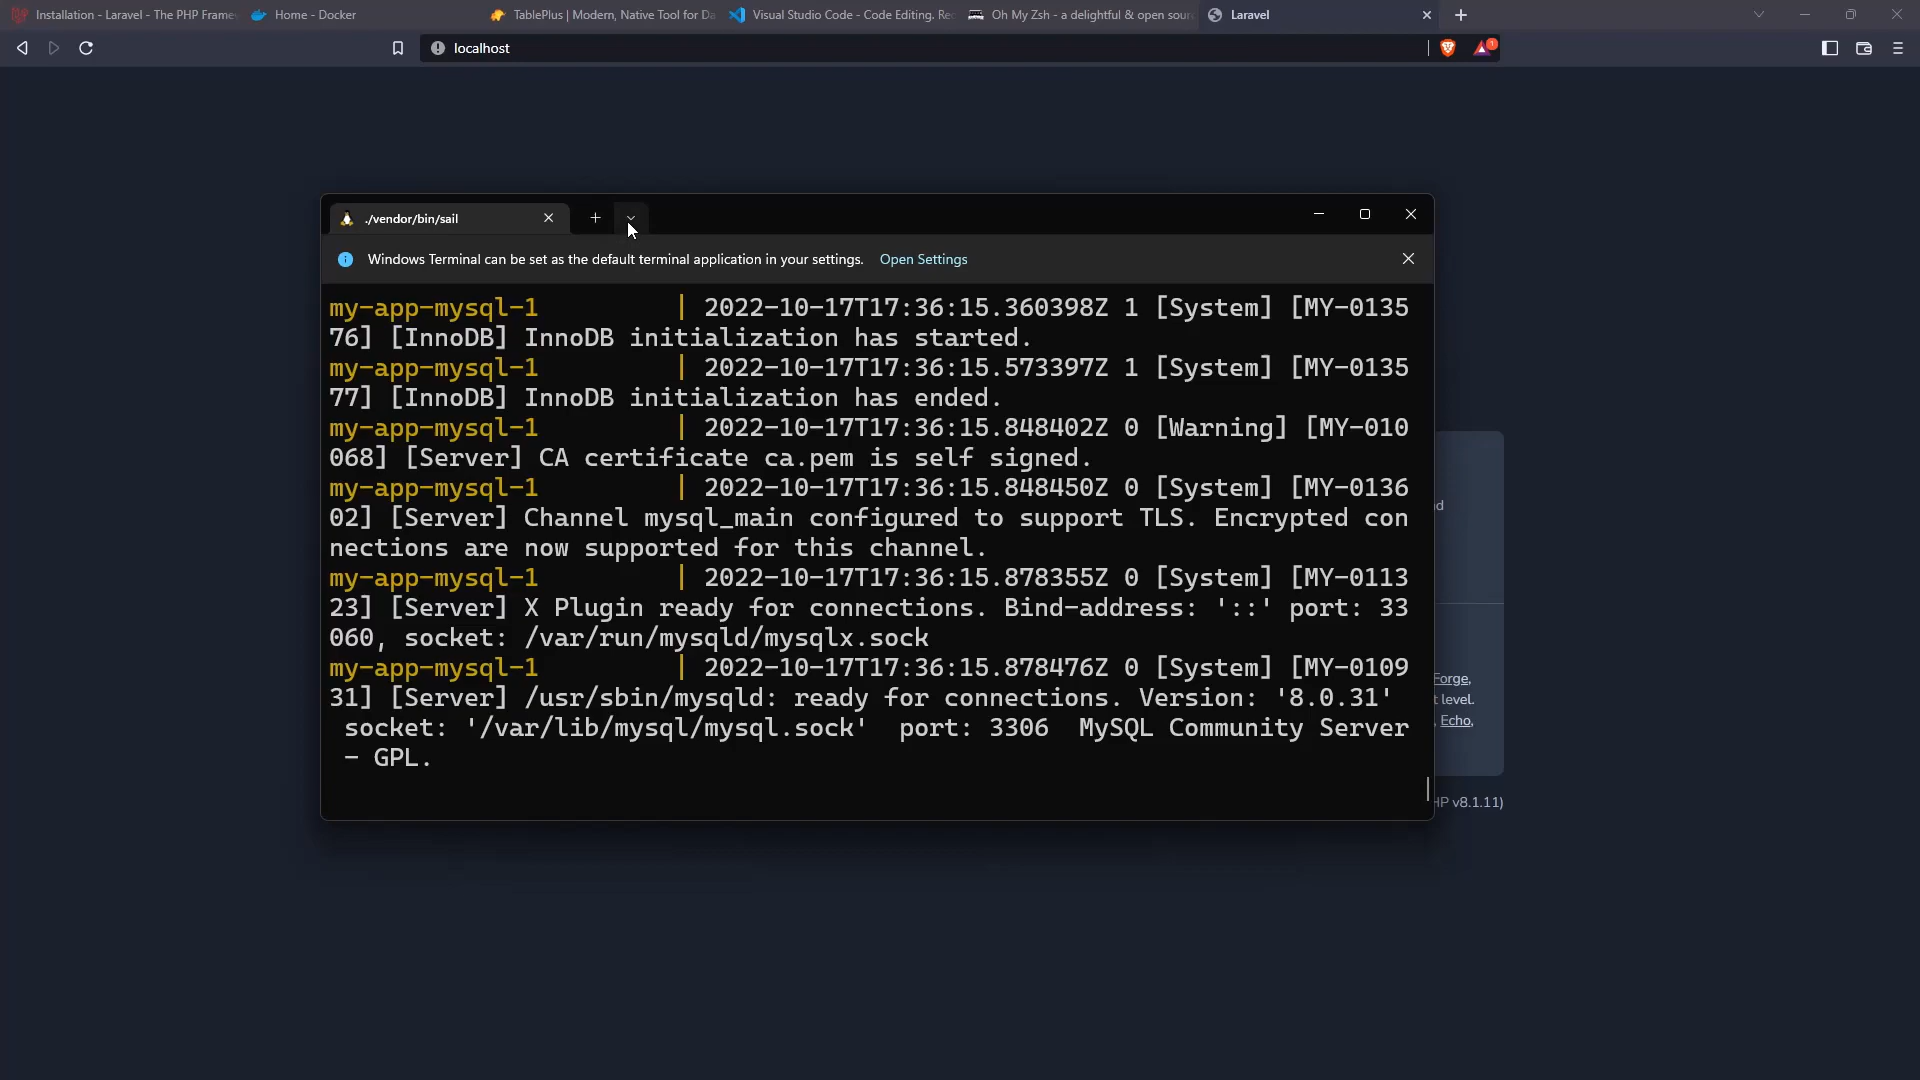 Installation - Laravel - The PHP Frame
Home - Docker
TablePlus | Modern, Native Tool for Da
Visual Studio Code - Code Editing. Re
Oh My Zsh - a delightful & open sour
Laravel
localhost
1
./vendor/bin/sail
Windows Terminal can be set as the default terminal application in your settings. Open Settings
my-app-mysql-1 | 2022-10-17T17:36:15.360398Z 1 [System] [MY-0135
76] [InnoDB] InnoDB initialization has started.
my-app-mysql-1 | 2022-10-17T17:36:15.573397Z 1 [System] [MY-0135
77] [InnoDB] InnoDB initialization has ended.
my-app-mysql-1 | 2022-10-17T17:36:15.848402Z 0 [Warning] [MY-010
068] [Server] CA certificate ca.pem is self signed.
my-app-mysql-1 | 2022-10-17T17:36:15.848450Z 0 [System] [MY-0136
02] [Server] Channel mysql_main configured to support TLS. Encrypted con
nections are now supported for this channel.
my-app-mysql-1 | 2022-10-17T17:36:15.878355Z 0 [System] [MY-0113
23] [Server] X Plugin ready for connections. Bind-address: '::' port: 33
060, socket: /var/run/mysqld/mysqlx.sock
my-app-mysql-1 | 2022-10-17T17:36:15.878476Z 0 [System] [MY-0109
31] [Server] /usr/sbin/mysqld: ready for connections. Version: '8.0.31'
socket: '/var/lib/mysql/mysql.sock' port: 3306 MySQL Community Server
- GPL.
d
Forge,
t level.
, Echo,
HP v8.1.11)